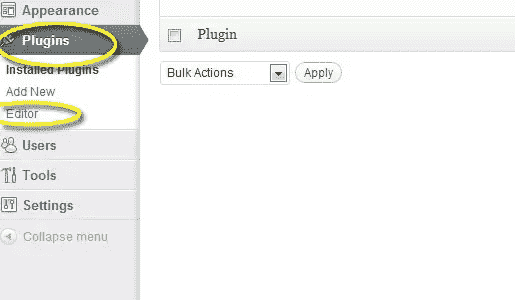 Appearance
Plugins
Installed Plugins
Add New
Editor
Users
Tools
Settings
Collapse menu
Plugin
Bulk Actions
Apply